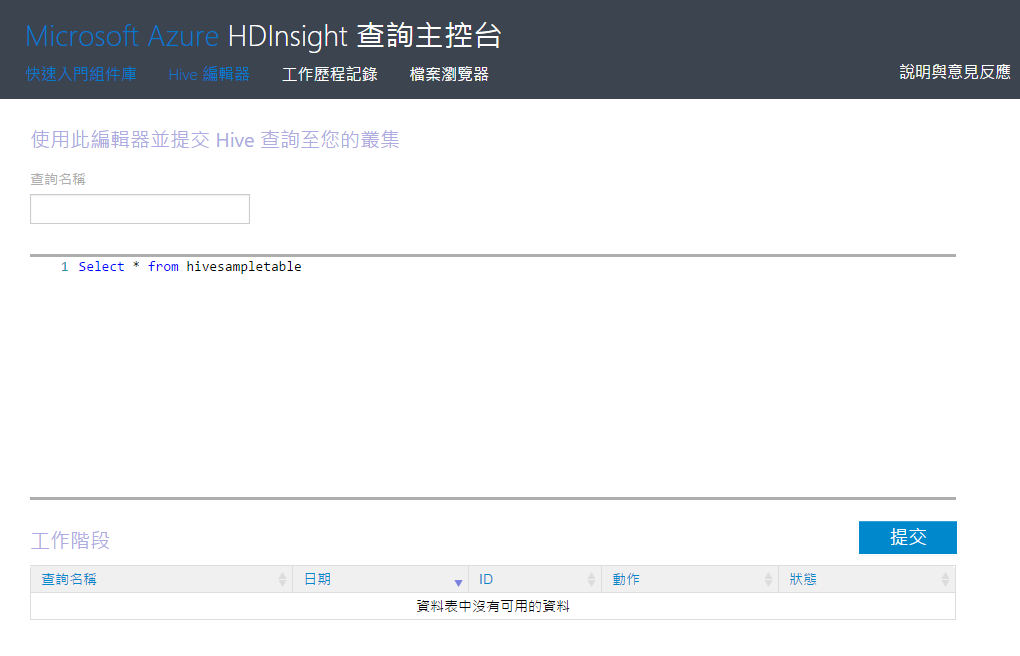 Microsoft Azure HDInsight 查詢主控台
快速入門組件庫 Hive 編輯器 工作歷程記錄 檔案瀏覽器 說明與意見反應
使用此編輯器並提交 Hive 查詢至您的叢集
查詢名稱
1 Select * from hivesampletable
工作階段 提交
查詢名稱 日期 ID 動作 狀態
資料表中沒有可用的資料